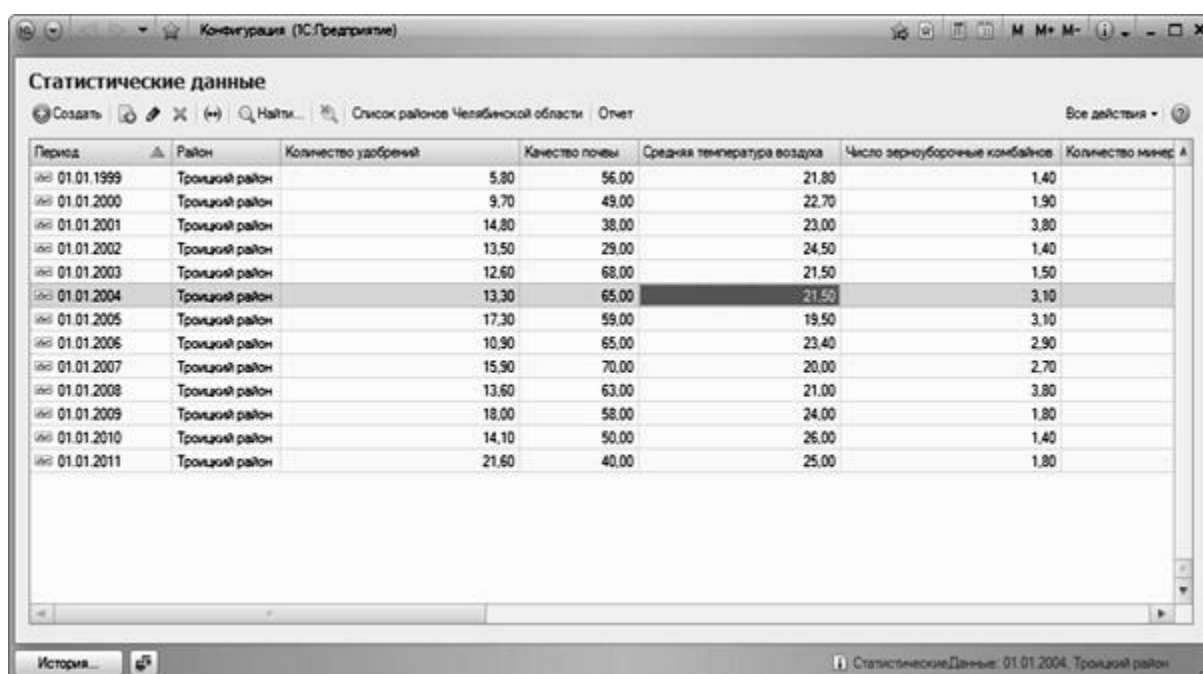 Конфигурация (1С:Предприятие) M M+ M-
Статистические данные
Создать Найти... Список районов Челябинской области Отчет Все действия
Период Район Количество удобрений Качество почвы Средняя температура воздуха Число зерноуборочные комбайнов Количество минер
01.01.1999 Троицкий район 5,80 56,00 21,80 1,40
01.01.2000 Троицкий район 9,70 49,00 22,70 1,90
01.01.2001 Троицкий район 14,80 38,00 23,00 3,80
01.01.2002 Троицкий район 13,50 29,00 24,50 1,40
01.01.2003 Троицкий район 12,60 68,00 21,50 1,50
01.01.2004 Троицкий район 13,30 65,00 21,50 3,10
01.01.2005 Троицкий район 17,30 59,00 19,50 3,10
01.01.2006 Троицкий район 10,90 65,00 23,40 2,90
01.01.2007 Троицкий район 15,90 70,00 20,00 2,70
01.01.2008 Троицкий район 13,60 63,00 21,00 3,80
01.01.2009 Троицкий район 18,00 58,00 24,00 1,80
01.01.2010 Троицкий район 14,10 50,00 26,00 1,40
01.01.2011 Троицкий район 21,60 40,00 25,00 1,80
История... СтатистическиеДанные: 01.01.2004, Троицкий район